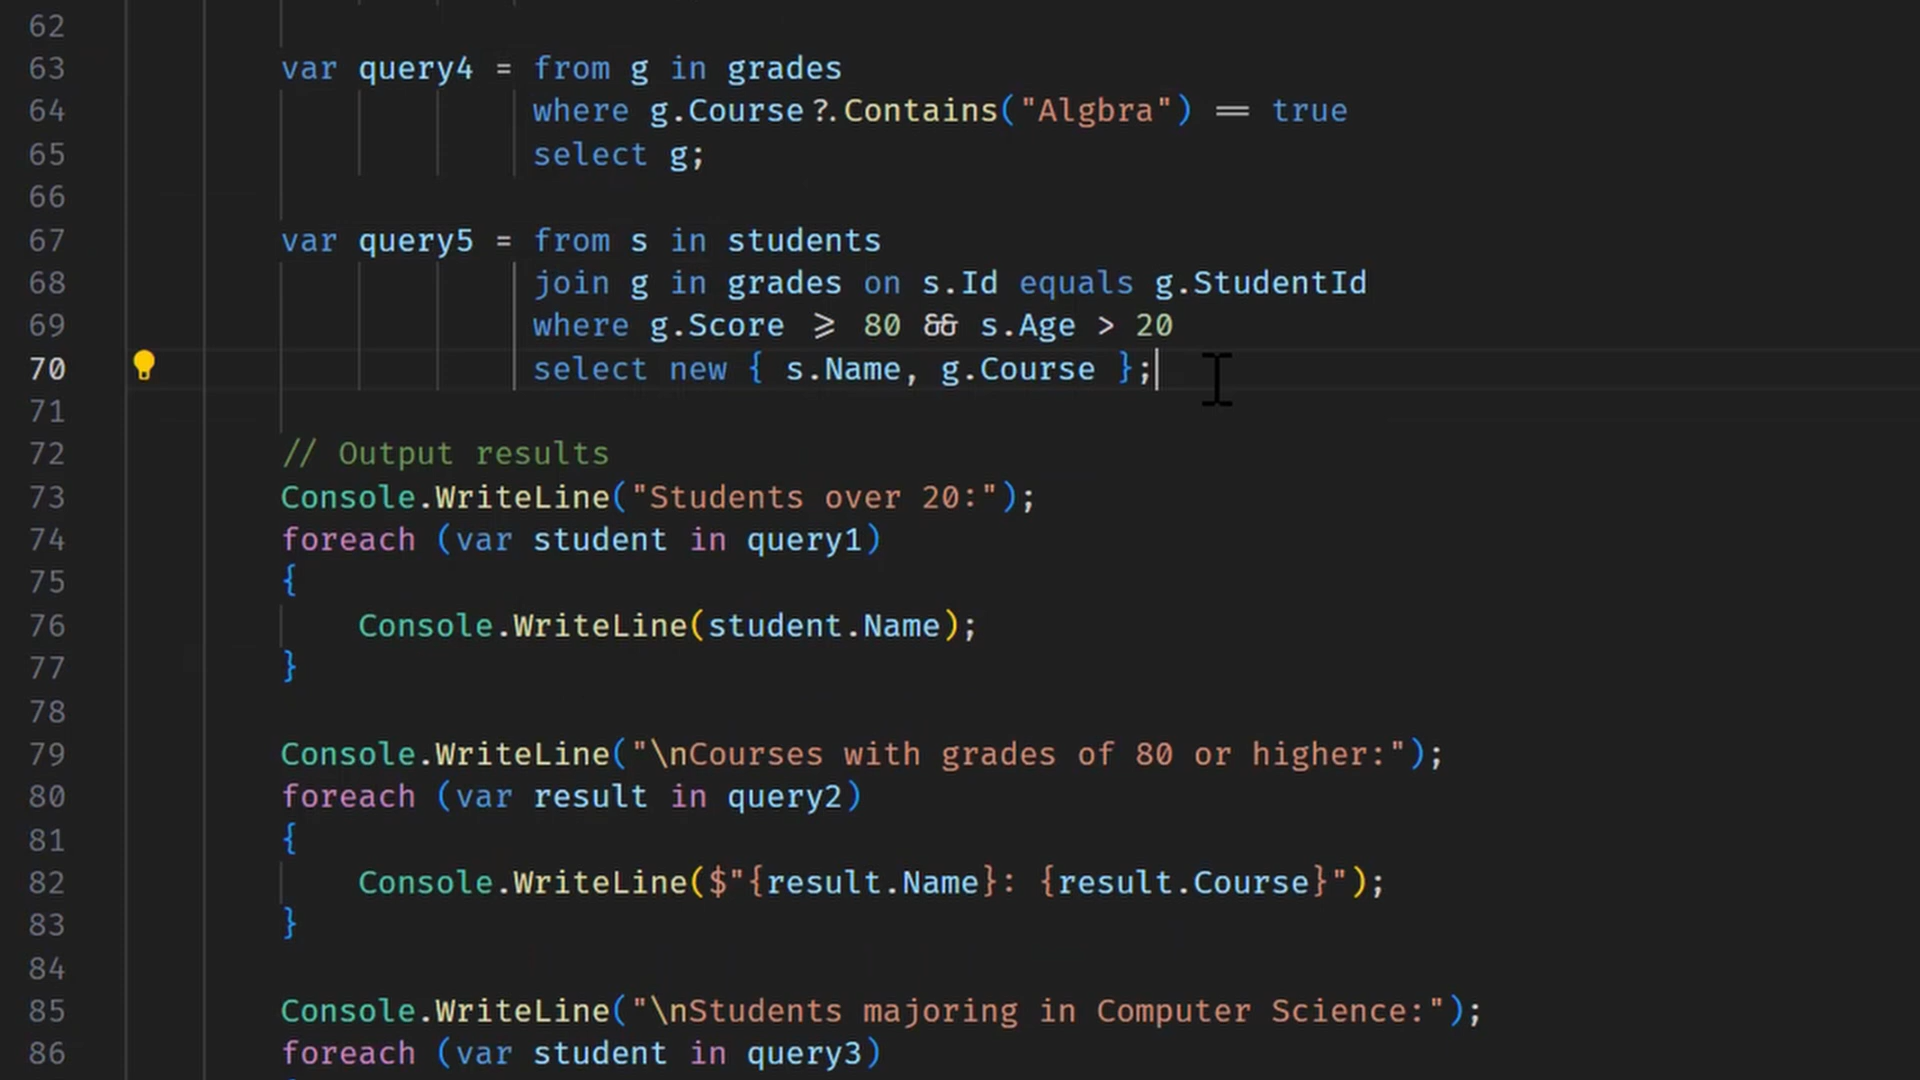 62
63 var query4 = from g in grades
64 where g.Course?.Contains("Algbra") == true
65 select g;
66
67 var query5 = from s in students
68 join g in grades on s.Id equals g.StudentId
69 where g.Score >= 80 && s.Age > 20
70 select new { s.Name, g.Course };
71
72 // Output results
73 Console.WriteLine("Students over 20:");
74 foreach (var student in query1)
75 {
76 Console.WriteLine(student.Name);
77 }
78
79 Console.WriteLine("\nCourses with grades of 80 or higher:");
80 foreach (var result in query2)
81 {
82 Console.WriteLine($"{result.Name}: {result.Course}");
83 }
84
85 Console.WriteLine("\nStudents majoring in Computer Science:");
86 foreach (var student in query3)